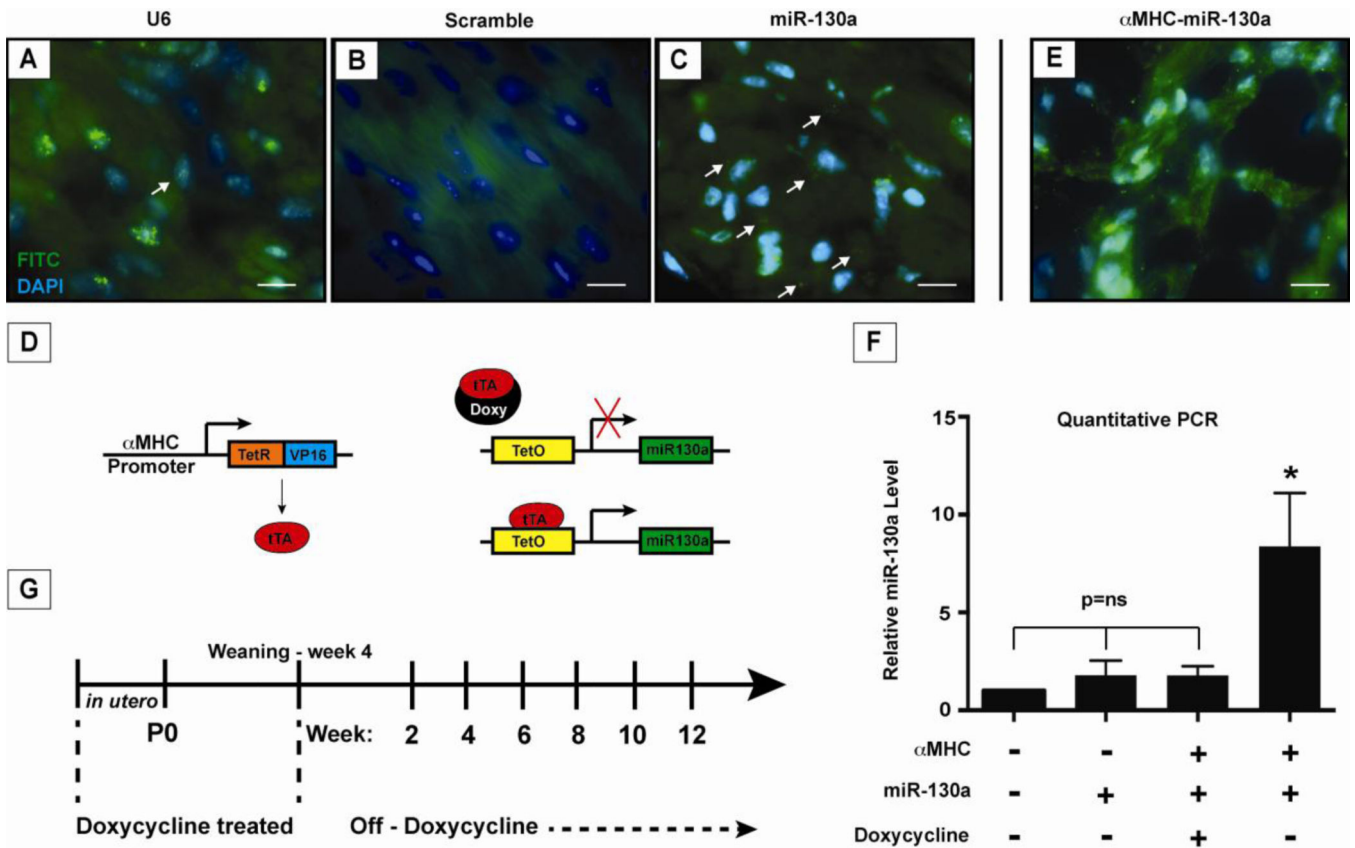 U6 Scramble miR-130a αMHC-miR-130a
A B C E
FITC
DAPI
D
αMHC
Promoter
TetR VP16
tTA
tTA
Doxy
TetO miR130a
tTA
TetO miR130a
F
Quantitative PCR
Relative miR-130a Level
15
10
5
0
*
p=ns
αMHC - - + +
miR-130a - + + +
Doxycycline - - + -
G
Weaning - week 4
in utero
P0 Week: 2 4 6 8 10 12
Doxycycline treated Off - Doxycycline